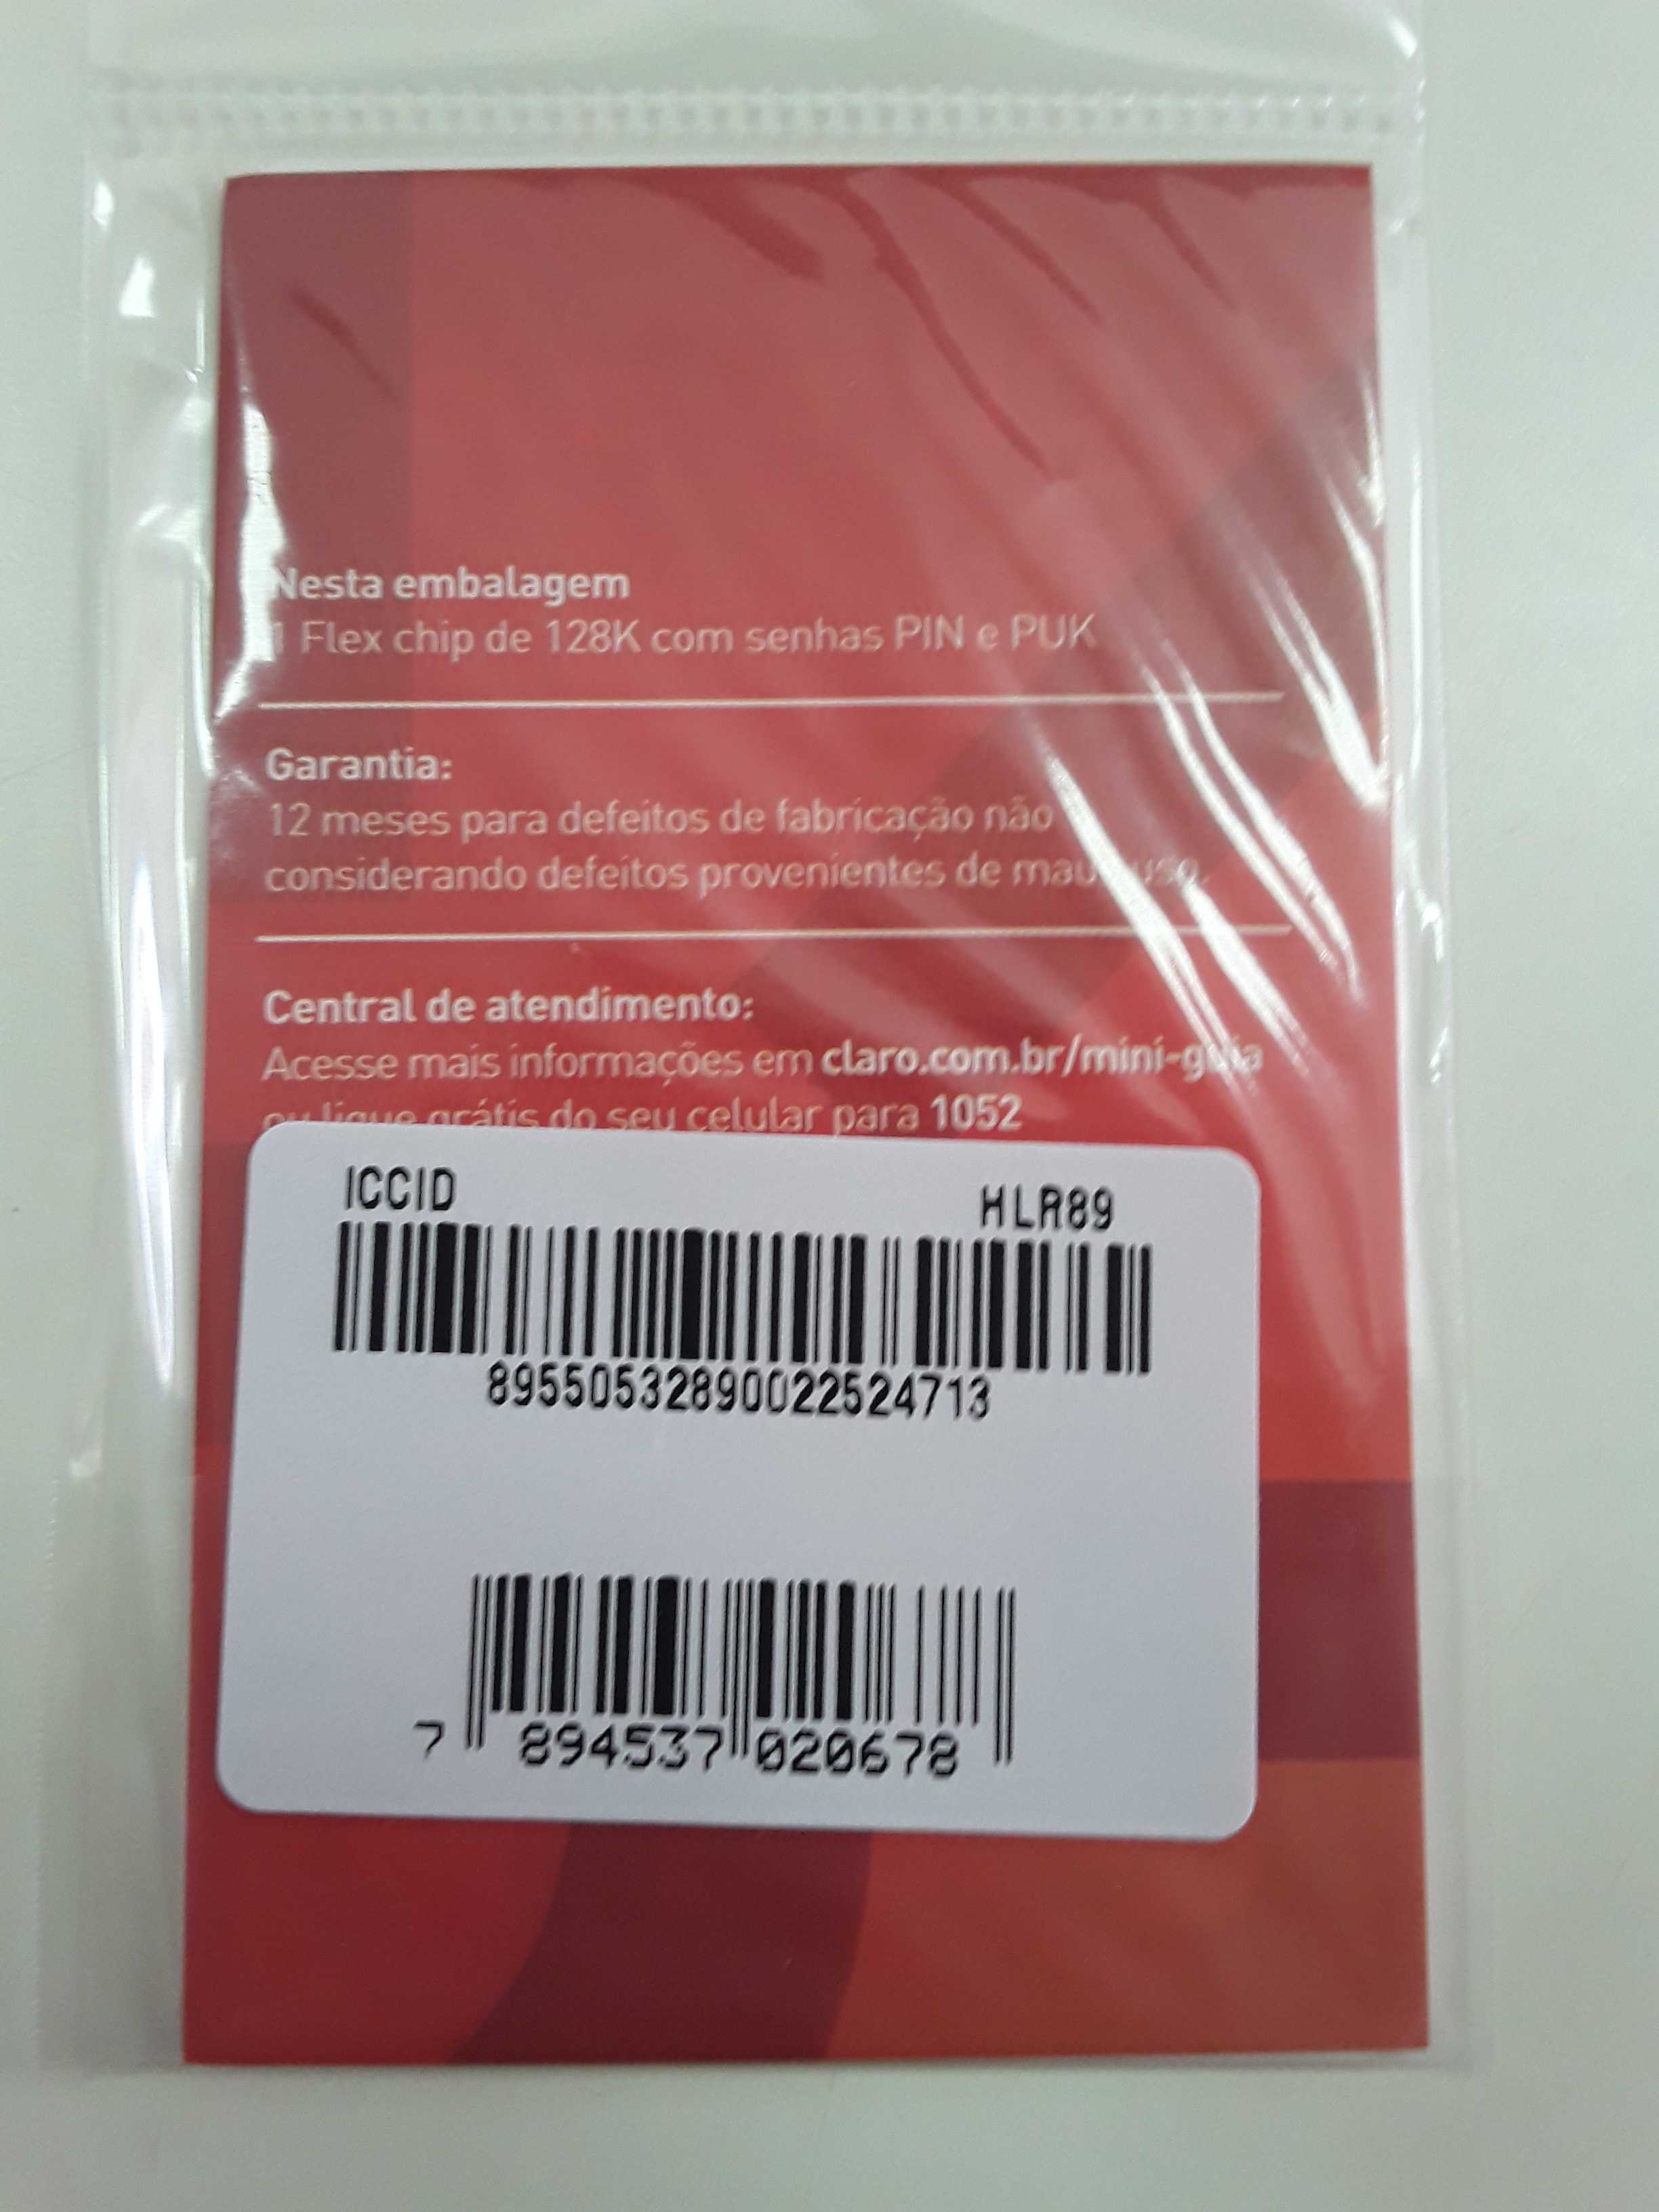 Nesta embalagem
1 Flex chip de 128K com senhas PIN e PUK
Garantia:
12 meses para defeitos de fabricação não
considerando defeitos provenientes de mau uso.
Central de atendimento:
Acesse mais informações em claro.com.br/mini-guia
ou ligue grátis do seu celular para 1052
ICCID HLR89
89550532890022524713
7 894537 020678